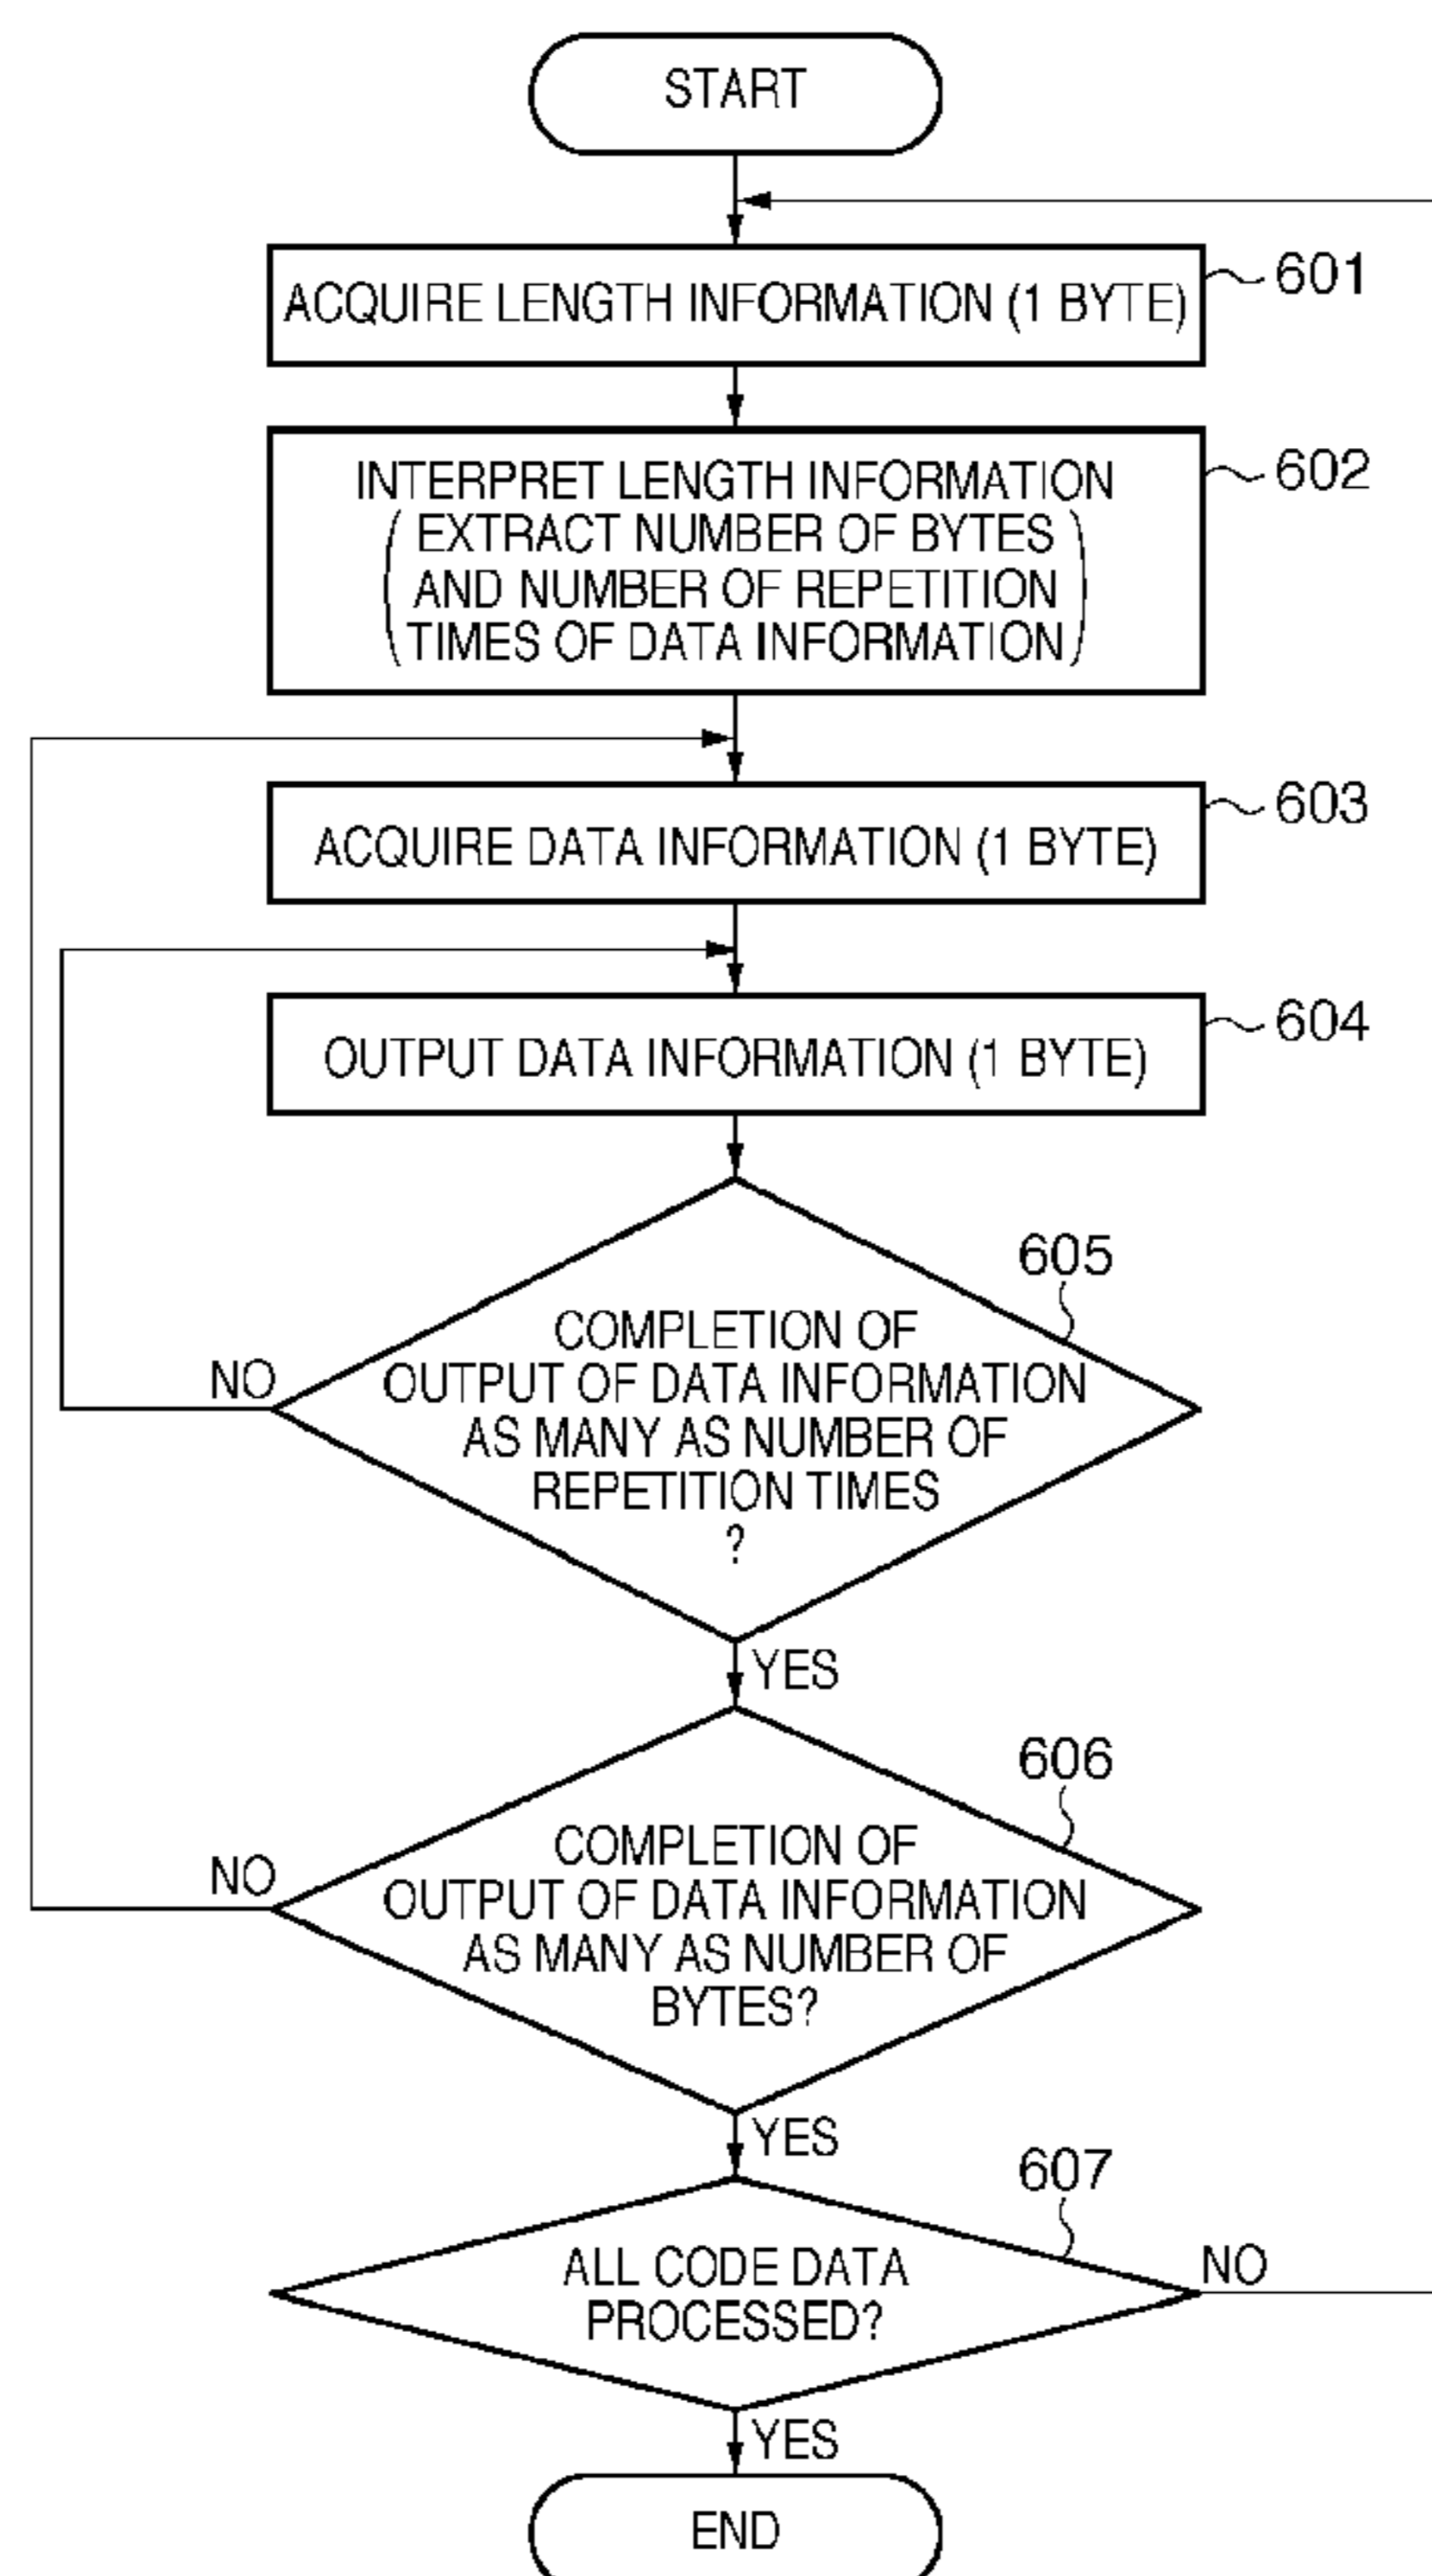 START
ACQUIRE LENGTH INFORMATION (1 BYTE)
601
INTERPRET LENGTH INFORMATION
(EXTRACT NUMBER OF BYTES
AND NUMBER OF REPETITION
TIMES OF DATA INFORMATION)
602
ACQUIRE DATA INFORMATION (1 BYTE)
603
OUTPUT DATA INFORMATION (1 BYTE)
604
605
COMPLETION OF
OUTPUT OF DATA INFORMATION
AS MANY AS NUMBER OF
REPETITION TIMES
?
NO
YES
606
COMPLETION OF
OUTPUT OF DATA INFORMATION
AS MANY AS NUMBER OF
BYTES?
NO
YES
607
ALL CODE DATA
PROCESSED?
NO
YES
END